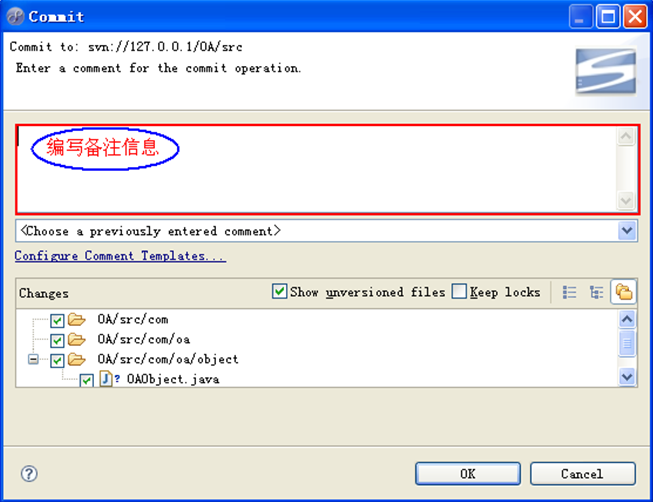 Commit
Commit to: svn://127.0.0.1/OA/src
Enter a comment for the commit operation.
编写备注信息
<Choose a previously entered comment>
Configure Comment Templates...
Changes
Show unversioned files
Keep locks
OA/src/com
OA/src/com/oa
OA/src/com/oa/object
J? OAObject.java
?
OK
Cancel